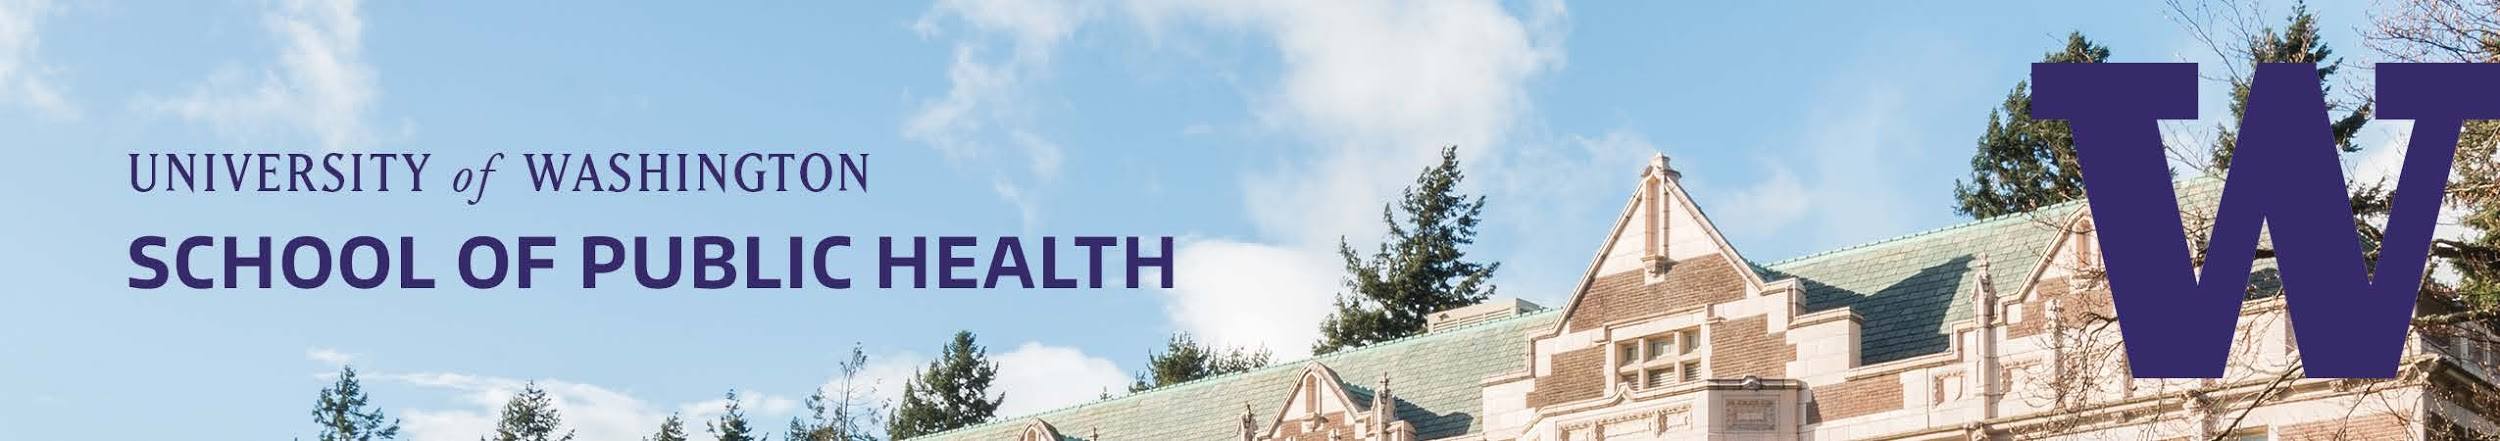 UNIVERSITY of WASHINGTON
SCHOOL OF PUBLIC HEALTH
W